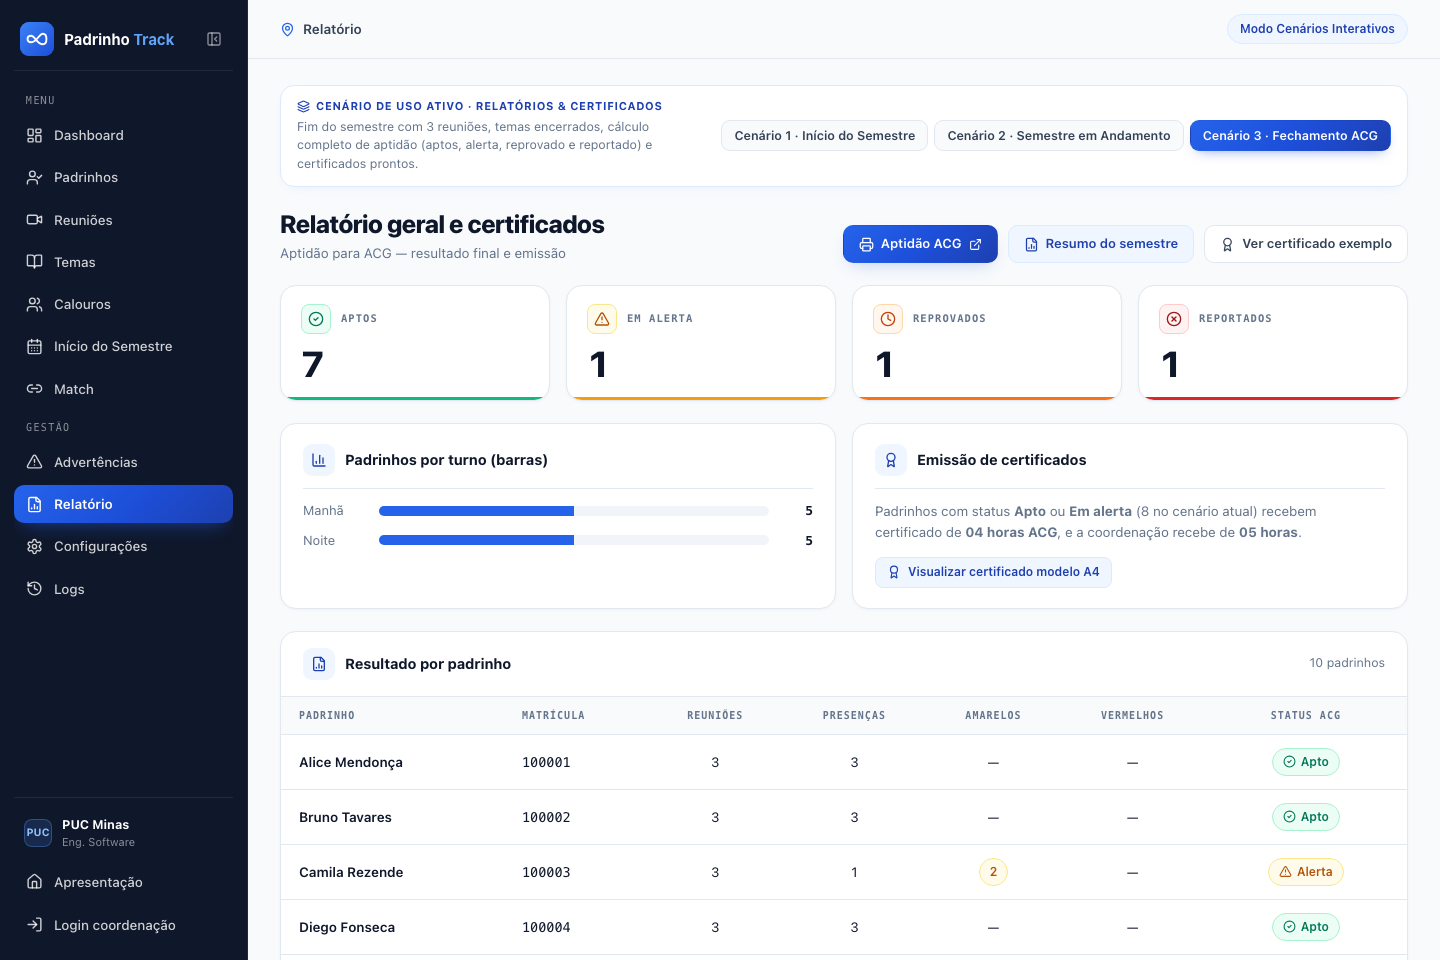 Padrinho Track
MENU
Dashboard
Padrinhos
Reuniões
Temas
Calouros
Início do Semestre
Match
GESTÃO
Advertências
Relatório
Configurações
Logs
PUC
PUC Minas
Eng. Software
Apresentação
Login coordenação
Relatório
Modo Cenários Interativos
CENÁRIO DE USO ATIVO · RELATÓRIOS & CERTIFICADOS
Fim do semestre com 3 reuniões, temas encerrados, cálculo
completo de aptidão (aptos, alerta, reprovado e reportado) e
certificados prontos.
Cenário 1 · Início do Semestre
Cenário 2 · Semestre em Andamento
Cenário 3 · Fechamento ACG
Relatório geral e certificados
Aptidão para ACG — resultado final e emissão
Aptidão ACG
Resumo do semestre
Ver certificado exemplo
APTOS
7
EM ALERTA
1
REPROVADOS
1
REPORTADOS
1
Padrinhos por turno (barras)
Manhã 5
Noite 5
Emissão de certificados
Padrinhos com status Apto ou Em alerta (8 no cenário atual) recebem
certificado de 04 horas ACG, e a coordenação recebe de 05 horas.
Visualizar certificado modelo A4
Resultado por padrinho
10 padrinhos
PADRINHO MATRÍCULA REUNIÕES PRESENÇAS AMARELOS VERMELHOS STATUS ACG
Alice Mendonça 100001 3 3 — — Apto
Bruno Tavares 100002 3 3 — — Apto
Camila Rezende 100003 3 1 2 — Alerta
Diego Fonseca 100004 3 3 — — Apto